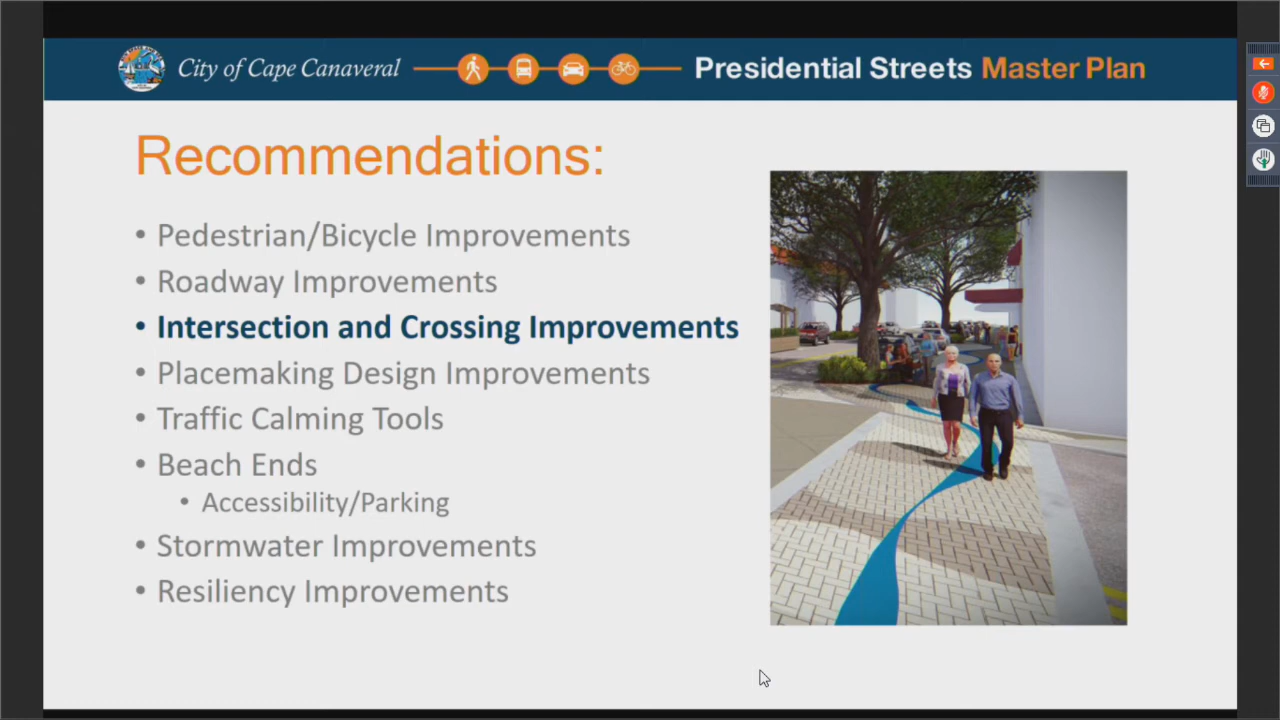 City of Cape Canaveral
Presidential Streets Master Plan
Recommendations:
• Pedestrian/Bicycle Improvements
• Roadway Improvements
• Intersection and Crossing Improvements
• Placemaking Design Improvements
• Traffic Calming Tools
• Beach Ends
• Accessibility/Parking
• Stormwater Improvements
• Resiliency Improvements